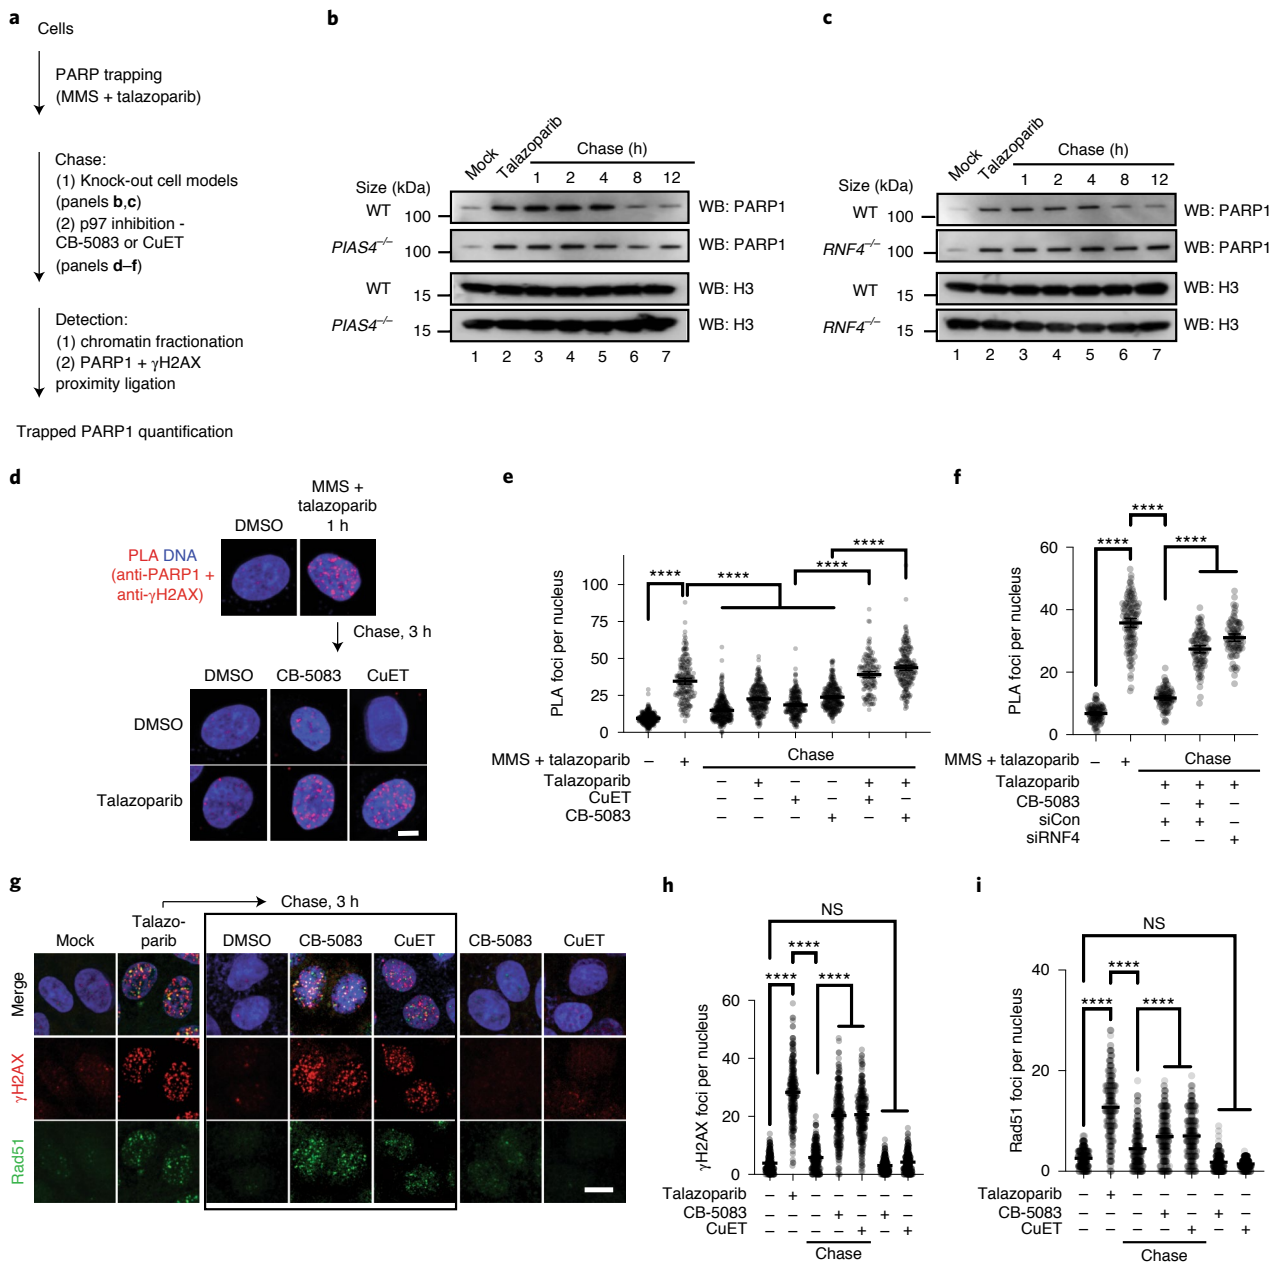 a
Cells
PARP trapping
(MMS + talazoparib)
Chase:
(1) Knock-out cell models
(panels b,c)
(2) p97 inhibition -
CB-5083 or CuET
(panels d–f)
Detection:
(1) chromatin fractionation
(2) PARP1 + γH2AX
proximity ligation
Trapped PARP1 quantification
b
Mock
Talazoparib
Chase (h)
1 2 4 8 12
Size (kDa)
WT 100 WB: PARP1
PIAS4–/– 100 WB: PARP1
WT 15 WB: H3
PIAS4–/– 15 WB: H3
1 2 3 4 5 6 7
c
Mock
Talazoparib
Chase (h)
1 2 4 8 12
Size (kDa)
WT 100 WB: PARP1
RNF4–/– 100 WB: PARP1
WT 15 WB: H3
RNF4–/– 15 WB: H3
1 2 3 4 5 6 7
d
MMS +
talazoparib
DMSO 1 h
PLA DNA
(anti-PARP1 +
anti-γH2AX)
Chase, 3 h
DMSO CB-5083 CuET
DMSO
Talazoparib
e
PLA foci per nucleus
100
75
50
25
0
**** **** **** ****
MMS + talazoparib – + Chase
Talazoparib – + – – + +
CuET – – + – + –
CB-5083 – – – + – +
f
PLA foci per nucleus
60
40
20
0
**** **** ****
MMS + talazoparib – + Chase
Talazoparib + + +
CB-5083 – + –
siCon + + –
siRNF4 – – +
g
Chase, 3 h
Mock Talazo-
parib DMSO CB-5083 CuET CB-5083 CuET
Merge
γH2AX
Rad51
h
NS
**** **** ****
γH2AX foci per nucleus
60
40
20
0
Talazoparib – + – – – – –
CB-5083 – – – + – + –
CuET – – – – + – +
Chase
i
NS
**** **** ****
Rad51 foci per nucleus
40
20
0
Talazoparib – + – – – – –
CB-5083 – – – + – + –
CuET – – – – + – +
Chase